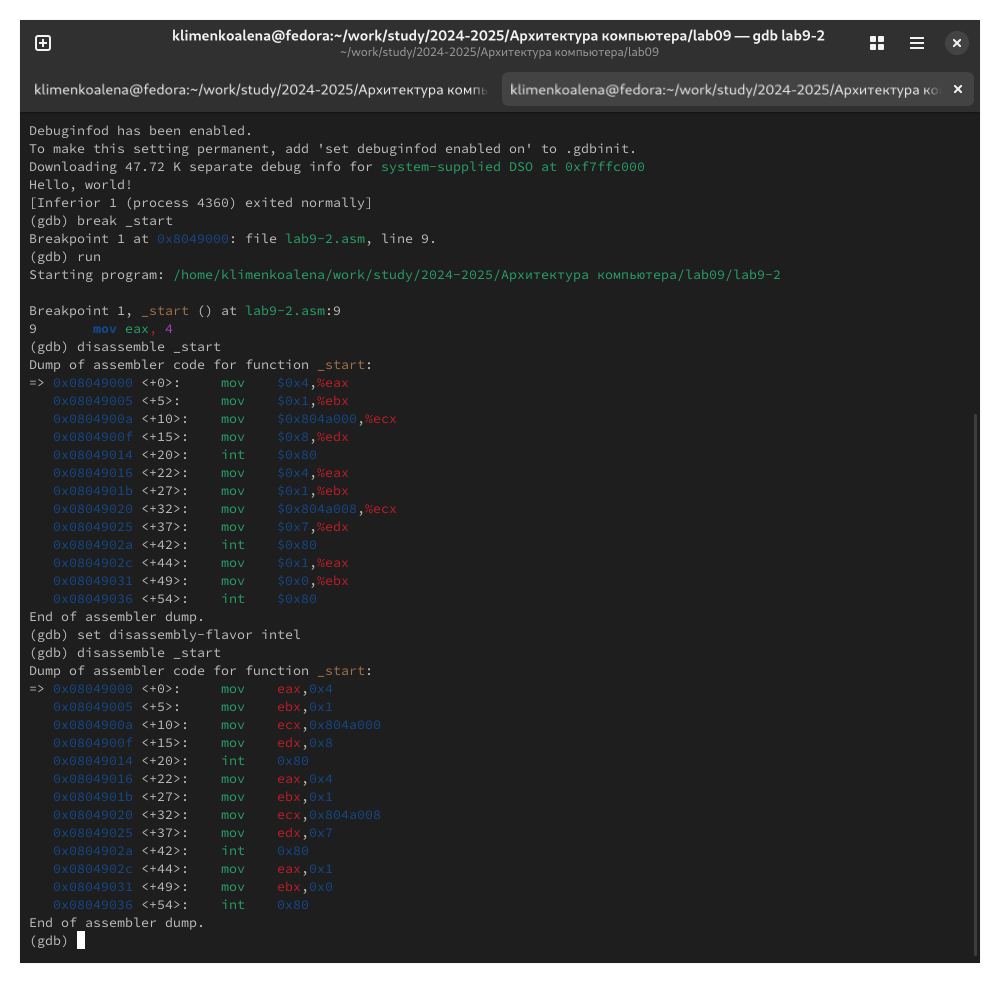 klimenkoalena@fedora:~/work/study/2024-2025/Архитектура компьютера/lab09 — gdb lab9-2
~/work/study/2024-2025/Архитектура компьютера/lab09
klimenkoalena@fedora:~/work/study/2024-2025/Архитектура комп
klimenkoalena@fedora:~/work/study/2024-2025/Архитектура ко
Debuginfod has been enabled.
To make this setting permanent, add 'set debuginfod enabled on' to .gdbinit.
Downloading 47.72 K separate debug info for system-supplied DSO at 0xf7ffc000
Hello, world!
[Inferior 1 (process 4360) exited normally]
(gdb) break _start
Breakpoint 1 at 0x8049000: file lab9-2.asm, line 9.
(gdb) run
Starting program: /home/klimenkoalena/work/study/2024-2025/Архитектура компьютера/lab09/lab9-2
Breakpoint 1, _start () at lab9-2.asm:9
9       mov eax, 4
(gdb) disassemble _start
Dump of assembler code for function _start:
=> 0x08049000 <+0>:     mov    $0x4,%eax
   0x08049005 <+5>:     mov    $0x1,%ebx
   0x0804900a <+10>:    mov    $0x804a000,%ecx
   0x0804900f <+15>:    mov    $0x8,%edx
   0x08049014 <+20>:    int    $0x80
   0x08049016 <+22>:    mov    $0x4,%eax
   0x0804901b <+27>:    mov    $0x1,%ebx
   0x08049020 <+32>:    mov    $0x804a008,%ecx
   0x08049025 <+37>:    mov    $0x7,%edx
   0x0804902a <+42>:    int    $0x80
   0x0804902c <+44>:    mov    $0x1,%eax
   0x08049031 <+49>:    mov    $0x0,%ebx
   0x08049036 <+54>:    int    $0x80
End of assembler dump.
(gdb) set disassembly-flavor intel
(gdb) disassemble _start
Dump of assembler code for function _start:
=> 0x08049000 <+0>:     mov    eax,0x4
   0x08049005 <+5>:     mov    ebx,0x1
   0x0804900a <+10>:    mov    ecx,0x804a000
   0x0804900f <+15>:    mov    edx,0x8
   0x08049014 <+20>:    int    0x80
   0x08049016 <+22>:    mov    eax,0x4
   0x0804901b <+27>:    mov    ebx,0x1
   0x08049020 <+32>:    mov    ecx,0x804a008
   0x08049025 <+37>:    mov    edx,0x7
   0x0804902a <+42>:    int    0x80
   0x0804902c <+44>:    mov    eax,0x1
   0x08049031 <+49>:    mov    ebx,0x0
   0x08049036 <+54>:    int    0x80
End of assembler dump.
(gdb)